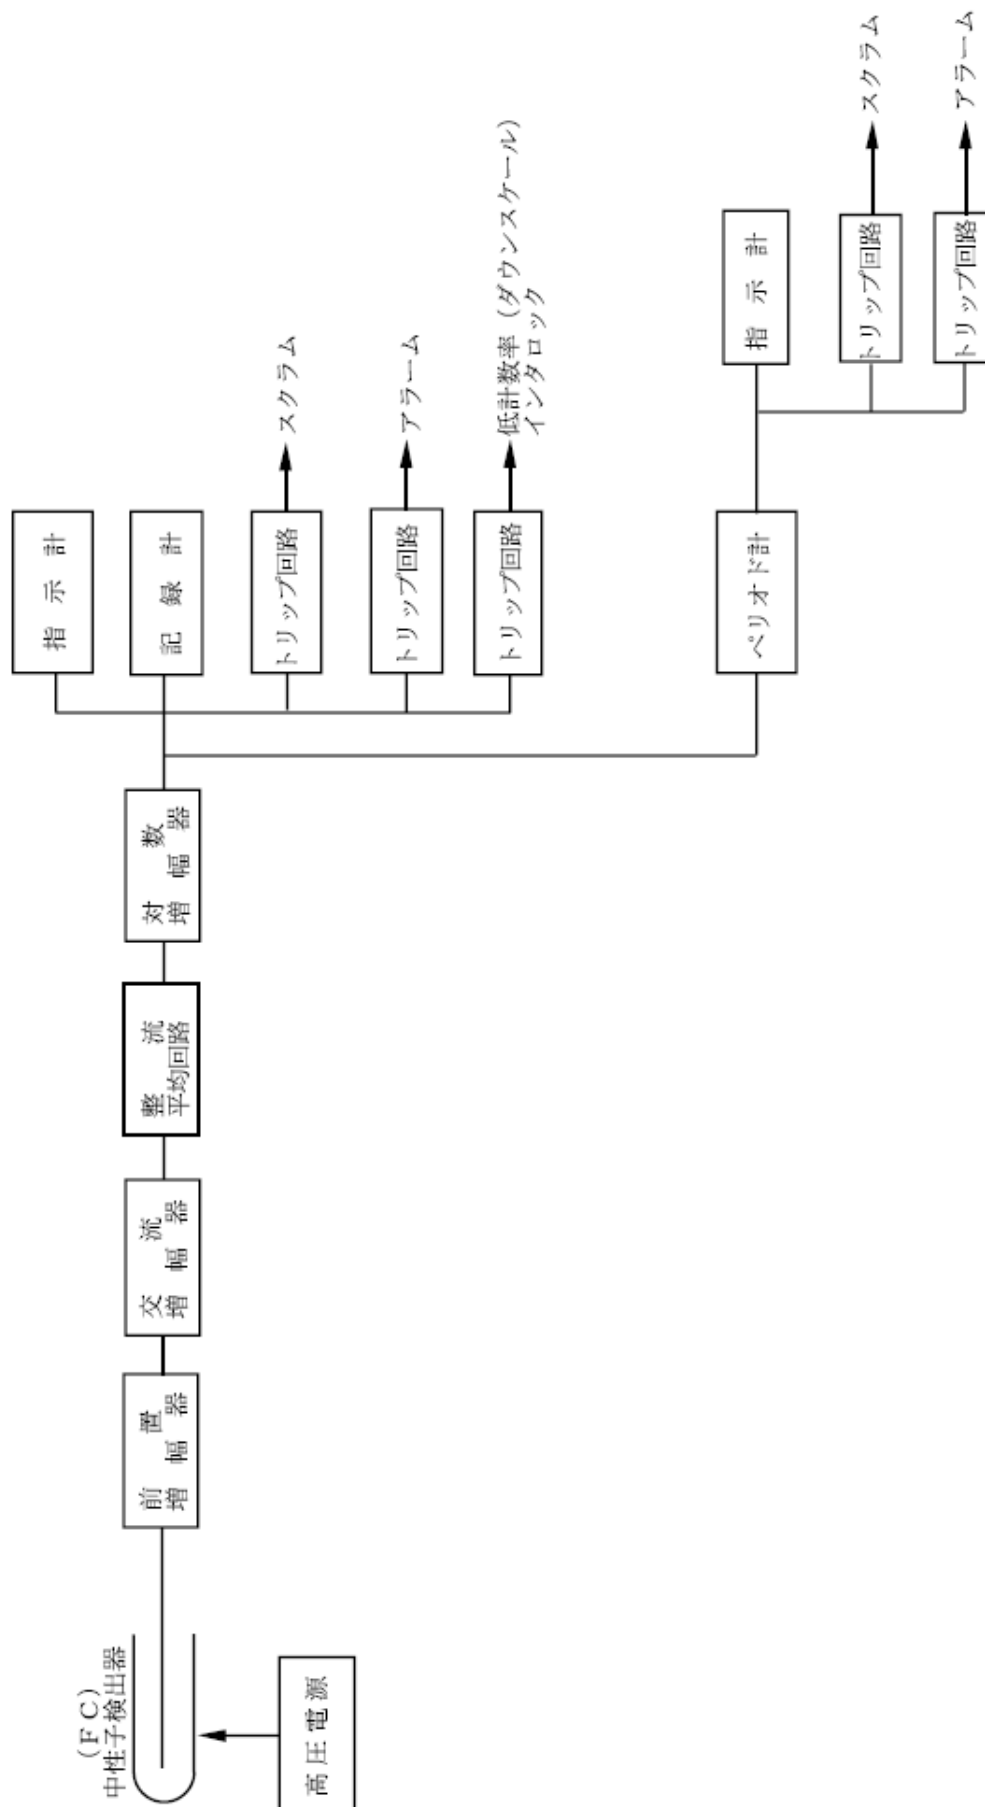 中性子検出器
（ＦＣ）
高圧電源
前置
増幅器
交流
増幅器
整流
平均回路
対数
増幅器
指示計
記録計
トリップ回路
スクラム
トリップ回路
アラーム
トリップ回路
低計数率（ダウンスケール）
インタロック
ペリオド計
指示計
トリップ回路
スクラム
トリップ回路
アラーム